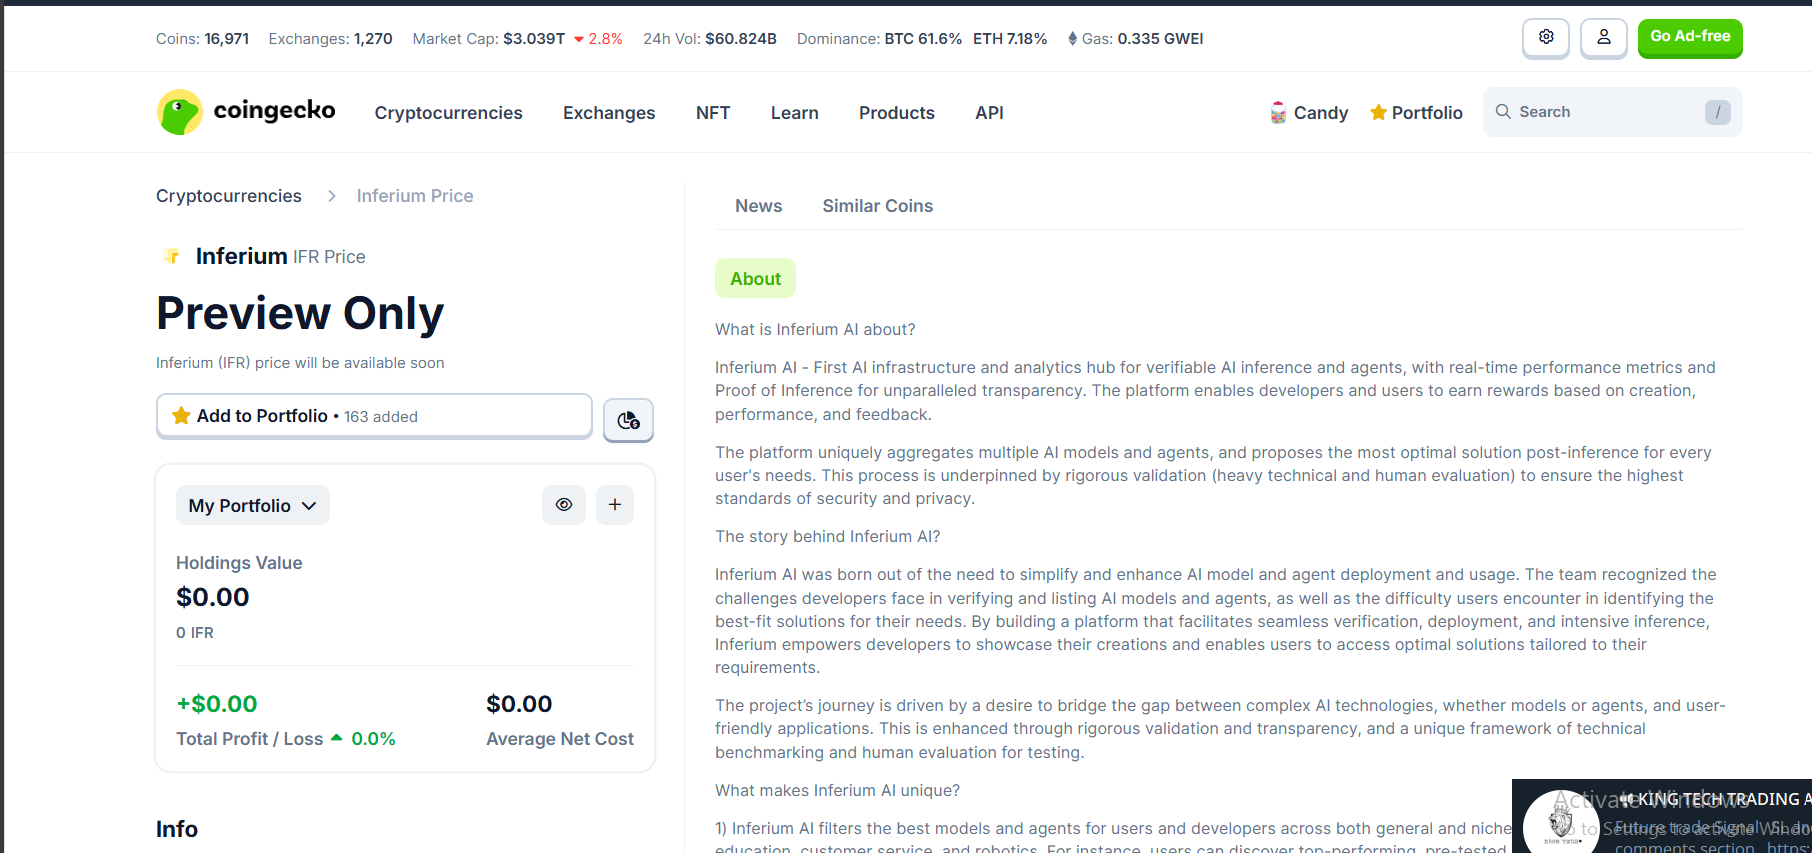 Coins: 16,971 Exchanges: 1,270 Market Cap: $3.039T 2.8% 24h Vol: $60.824B Dominance: BTC 61.6% ETH 7.18% Gas: 0.335 GWEI Go Ad-free
coingecko Cryptocurrencies Exchanges NFT Learn Products API Candy Portfolio Search /
Cryptocurrencies > Inferium Price
Inferium IFR Price
Preview Only
Inferium (IFR) price will be available soon
Add to Portfolio • 163 added
My Portfolio
Holdings Value
$0.00
0 IFR
+$0.00 $0.00
Total Profit / Loss 0.0% Average Net Cost
Info
News Similar Coins
About
What is Inferium AI about?
Inferium AI - First AI infrastructure and analytics hub for verifiable AI inference and agents, with real-time performance metrics and
Proof of Inference for unparalleled transparency. The platform enables developers and users to earn rewards based on creation,
performance, and feedback.
The platform uniquely aggregates multiple AI models and agents, and proposes the most optimal solution post-inference for every
user's needs. This process is underpinned by rigorous validation (heavy technical and human evaluation) to ensure the highest
standards of security and privacy.
The story behind Inferium AI?
Inferium AI was born out of the need to simplify and enhance AI model and agent deployment and usage. The team recognized the
challenges developers face in verifying and listing AI models and agents, as well as the difficulty users encounter in identifying the
best-fit solutions for their needs. By building a platform that facilitates seamless verification, deployment, and intensive inference,
Inferium empowers developers to showcase their creations and enables users to access optimal solutions tailored to their
requirements.
The project’s journey is driven by a desire to bridge the gap between complex AI technologies, whether models or agents, and user-
friendly applications. This is enhanced through rigorous validation and transparency, and a unique framework of technical
benchmarking and human evaluation for testing.
What makes Inferium AI unique?
1) Inferium AI filters the best models and agents for users and developers across both general and niche
education, customer service, and robotics. For instance, users can discover top-performing, pre-tested
KING TECH TRADING A
Future trade Signal
comments section https:
Activate Windows
Go to Settings to activate Windo